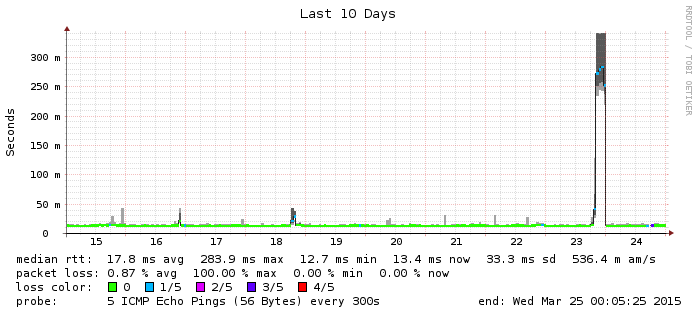 Last 10 Days
RRDTOOL / TOBI OETIKER
Seconds
300 m
250 m
200 m
150 m
100 m
50 m
0
15 16 17 18 19 20 21 22 23 24
median rtt: 17.8 ms avg 283.9 ms max 12.7 ms min 13.4 ms now 33.3 ms sd 536.4 m am/s
packet loss: 0.87 % avg 100.00 % max 0.00 % min 0.00 % now
loss color: 0 1/5 2/5 3/5 4/5
probe: 5 ICMP Echo Pings (56 Bytes) every 300s end: Wed Mar 25 00:05:25 2015